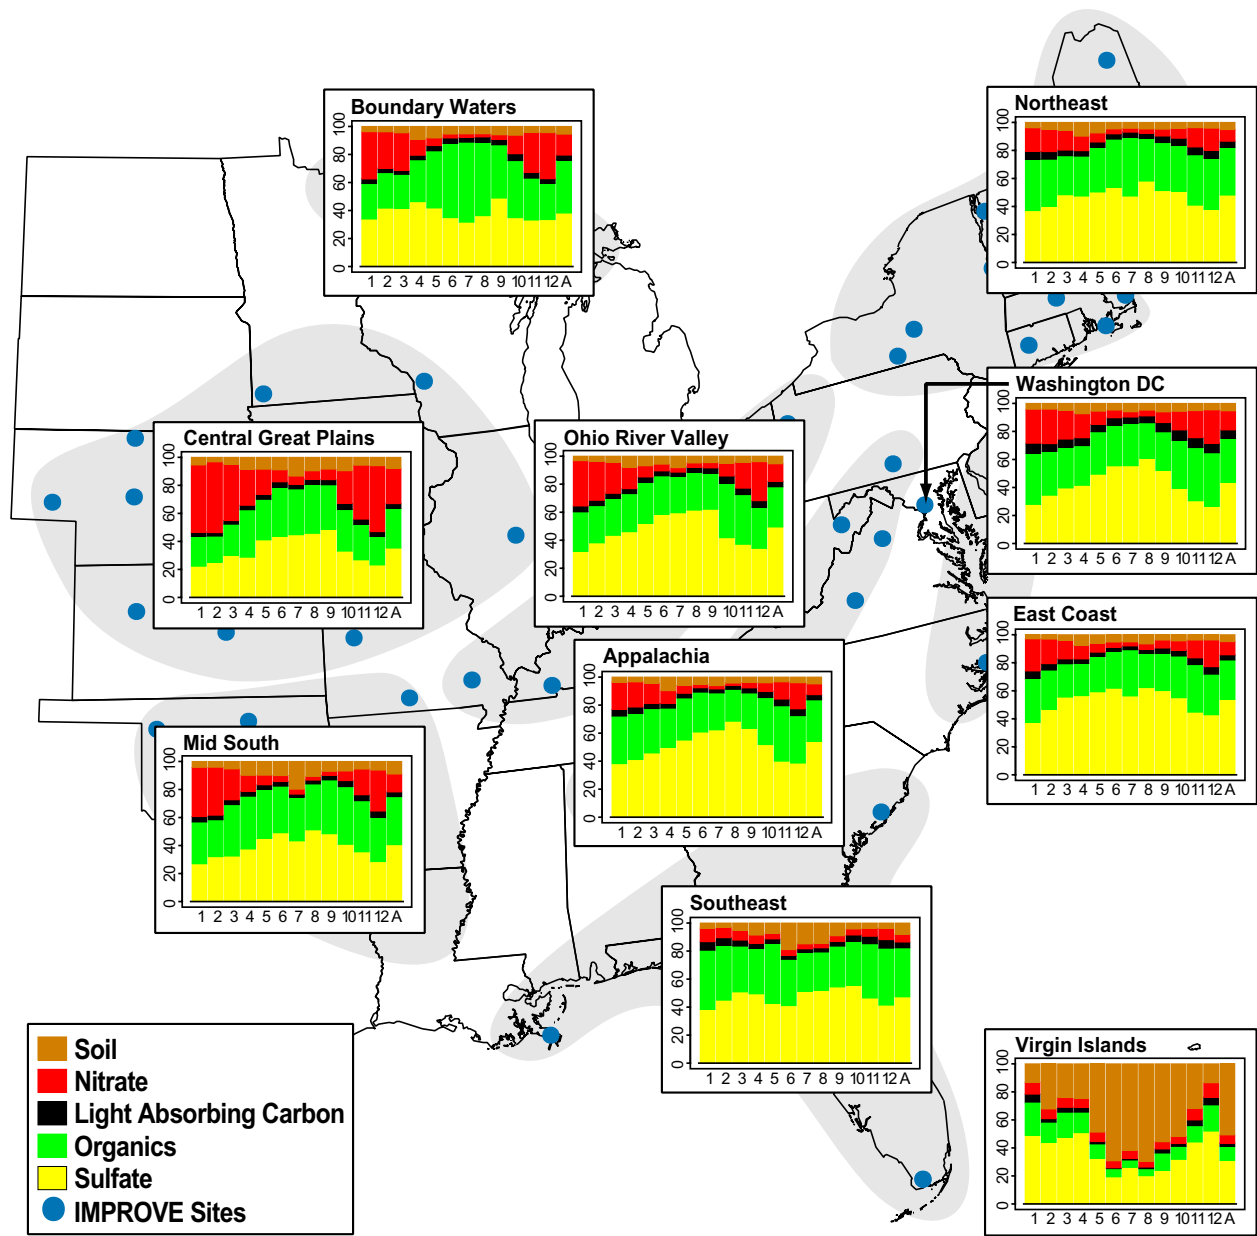 Boundary Waters
100
80
60
40
20
0
1 2 3 4 5 6 7 8 9 10 11 12 A
Northeast
100
80
60
40
20
0
1 2 3 4 5 6 7 8 9 10 11 12 A
Washington DC
100
80
60
40
20
0
1 2 3 4 5 6 7 8 9 10 11 12 A
Central Great Plains
100
80
60
40
20
0
1 2 3 4 5 6 7 8 9 10 11 12 A
Ohio River Valley
100
80
60
40
20
0
1 2 3 4 5 6 7 8 9 10 11 12 A
East Coast
100
80
60
40
20
0
1 2 3 4 5 6 7 8 9 10 11 12 A
Appalachia
100
80
60
40
20
0
1 2 3 4 5 6 7 8 9 10 11 12 A
Mid South
100
80
60
40
20
0
1 2 3 4 5 6 7 8 9 10 11 12 A
Southeast
100
80
60
40
20
0
1 2 3 4 5 6 7 8 9 10 11 12 A
Virgin Islands
100
80
60
40
20
0
1 2 3 4 5 6 7 8 9 10 11 12 A
Soil
Nitrate
Light Absorbing Carbon
Organics
Sulfate
IMPROVE Sites